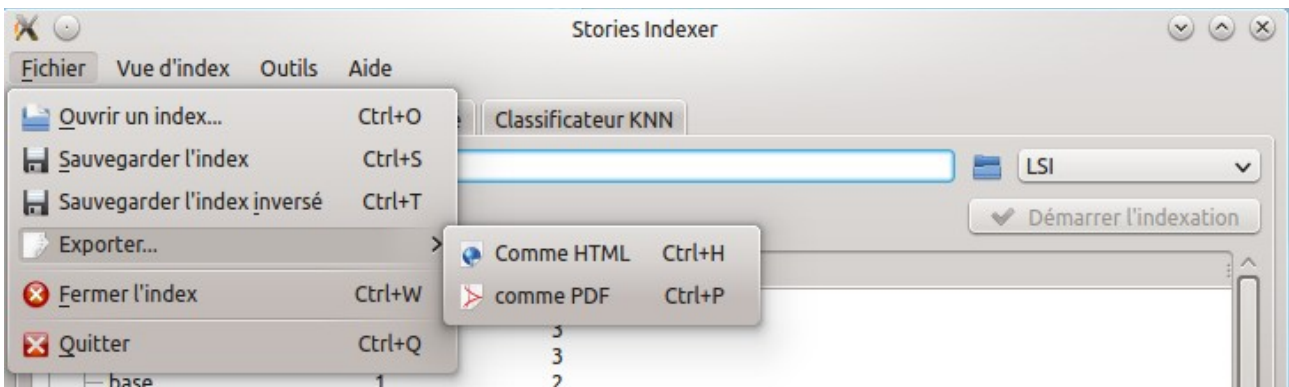 Stories Indexer
Fichier Vue d'index Outils Aide
Ouvrir un index... Ctrl+O
Sauvegarder l'index Ctrl+S
Sauvegarder l'index inversé Ctrl+T
Exporter... >
Fermer l'index Ctrl+W
Quitter Ctrl+Q
Comme HTML Ctrl+H
comme PDF Ctrl+P
Classificateur KNN
LSI
Démarrer l'indexation
3
3
base 1 2